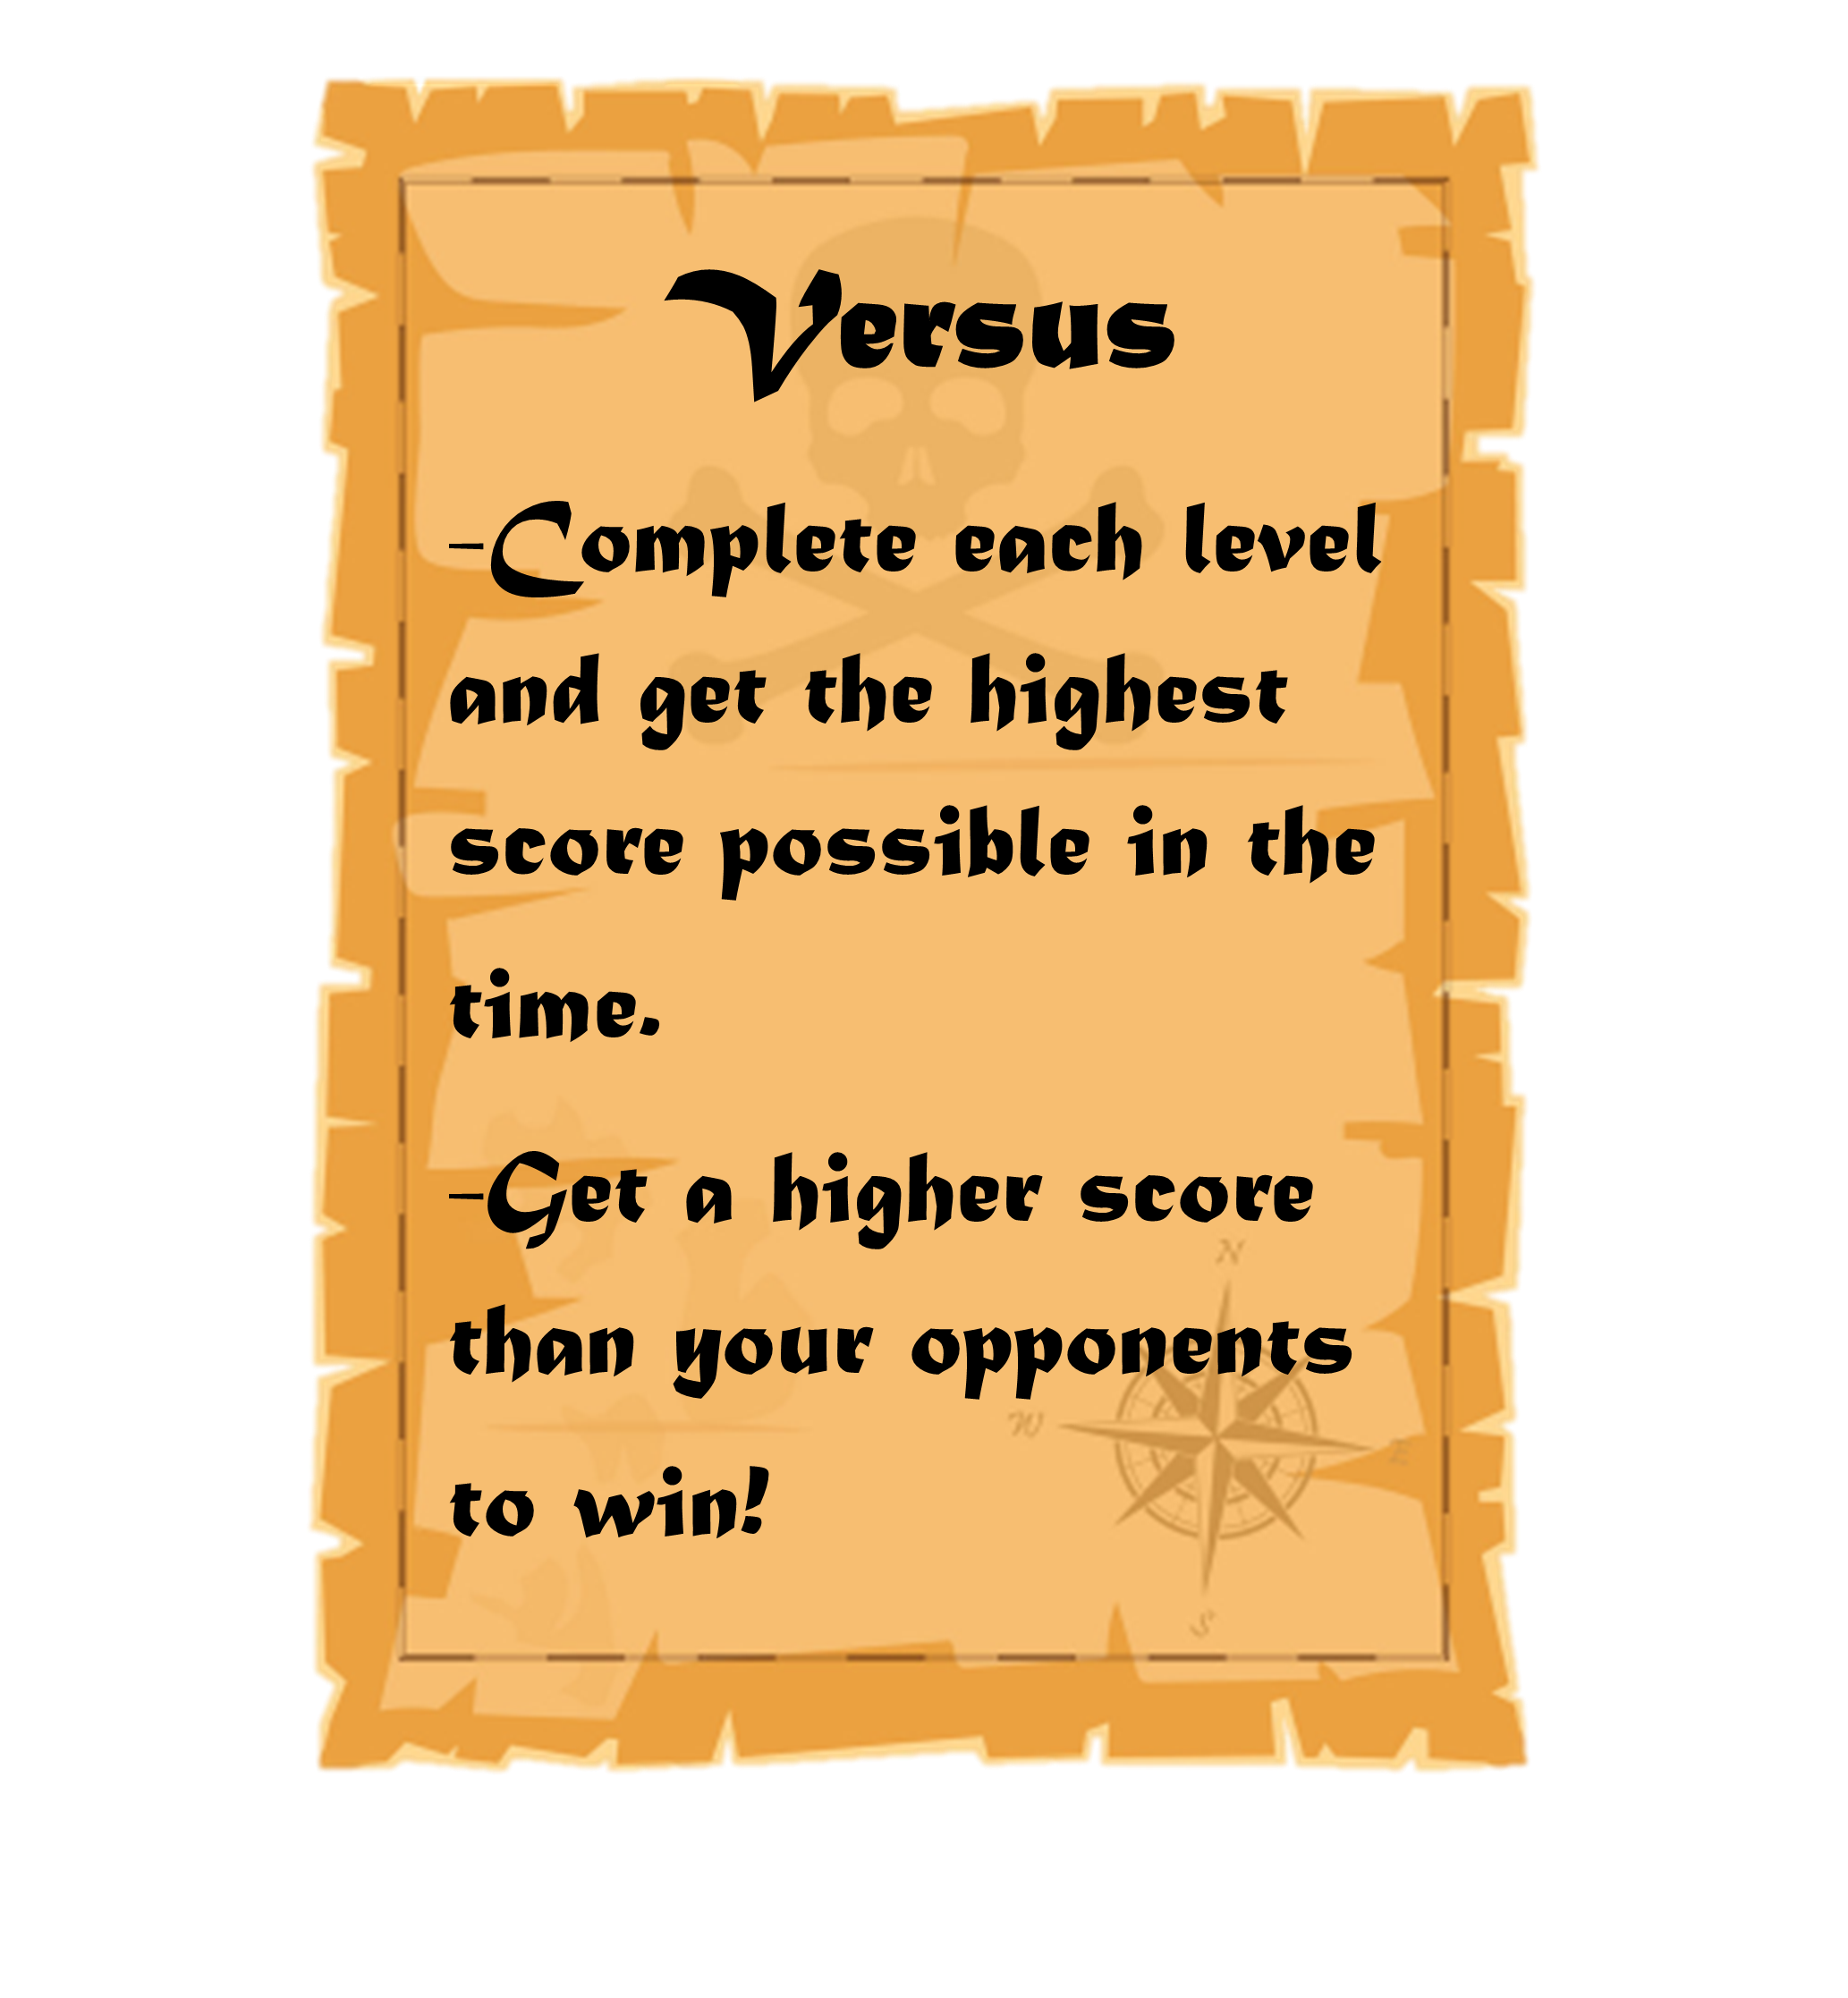 Versus
-Complete each level
and get the highest
score possible in the
time.
-Get a higher score
than your opponents
to win!
N
W
E
S